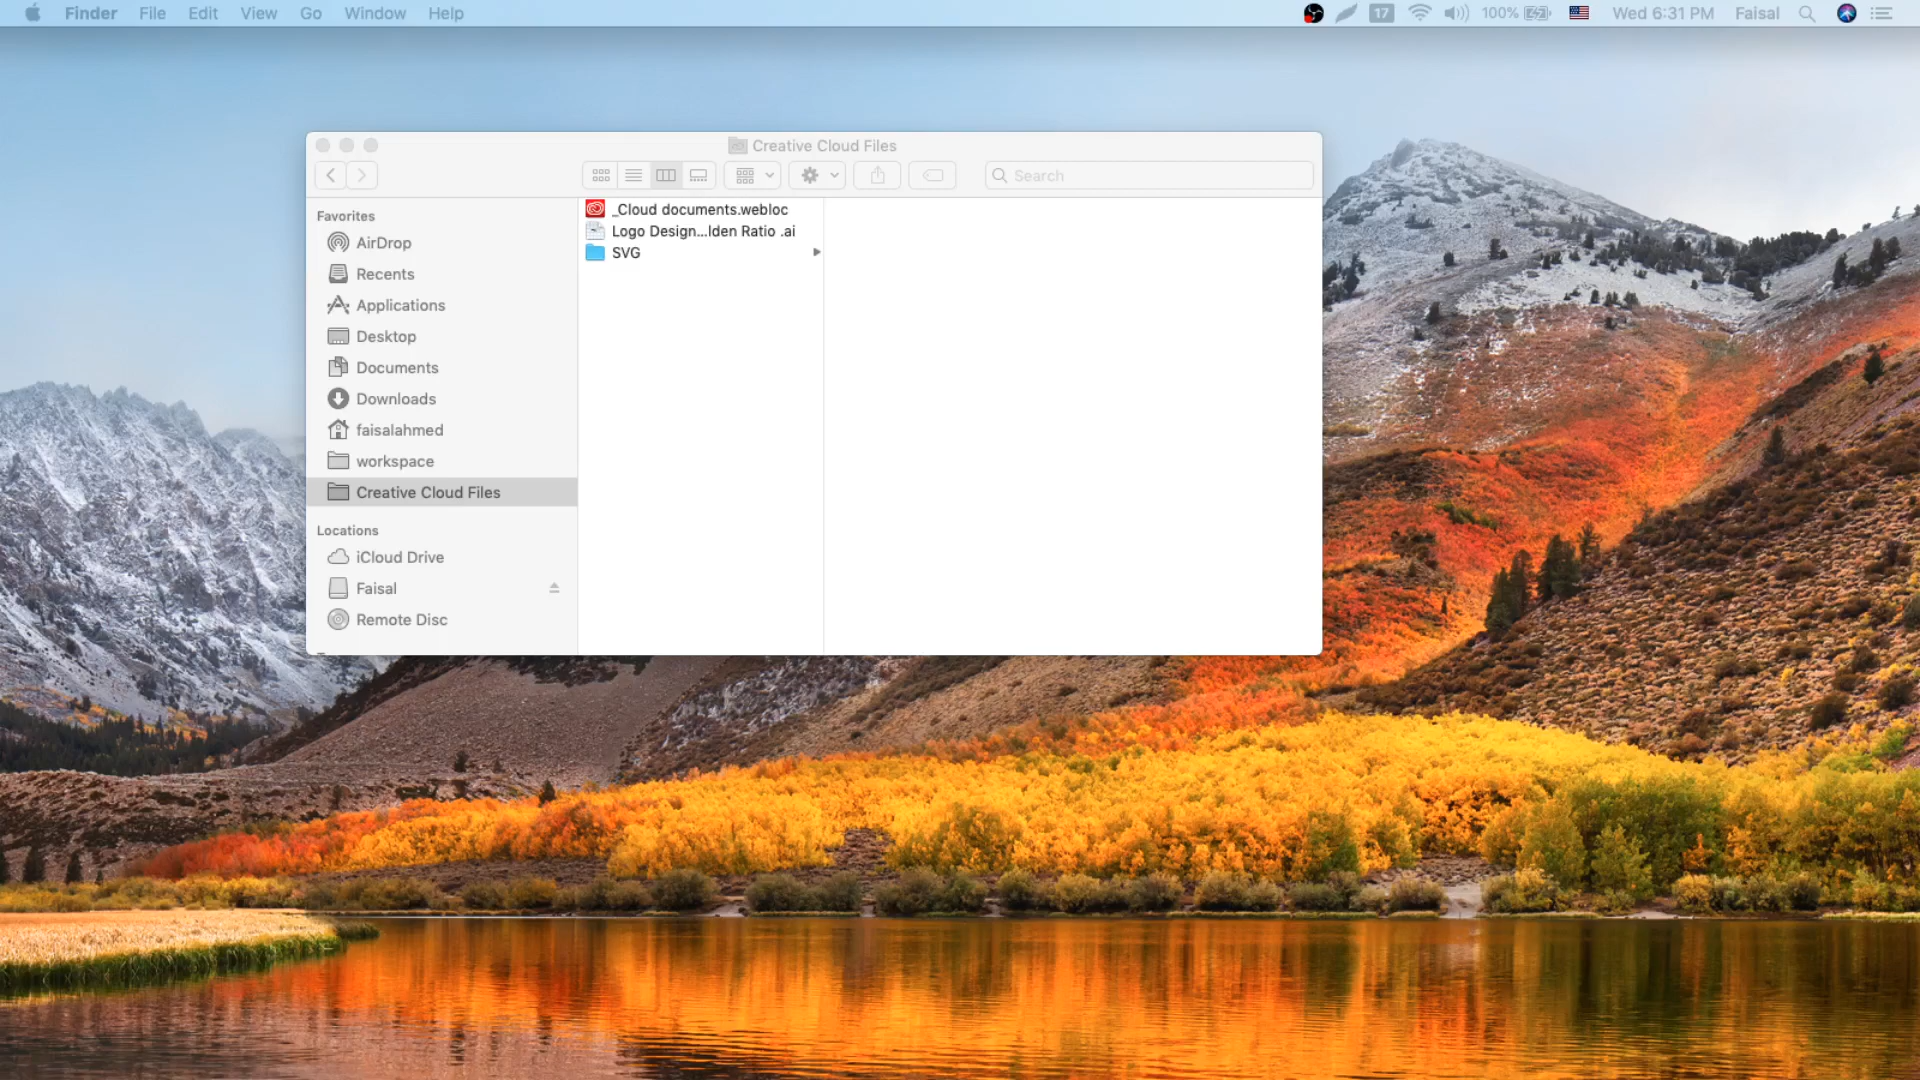 Finder File Edit View Go Window Help
17 100% Wed 6:31 PM Faisal
Creative Cloud Files
Search
Favorites
AirDrop
Recents
Applications
Desktop
Documents
Downloads
faisalahmed
workspace
Creative Cloud Files
Locations
iCloud Drive
Faisal
Remote Disc
_Cloud documents.webloc
Logo Design...lden Ratio .ai
SVG